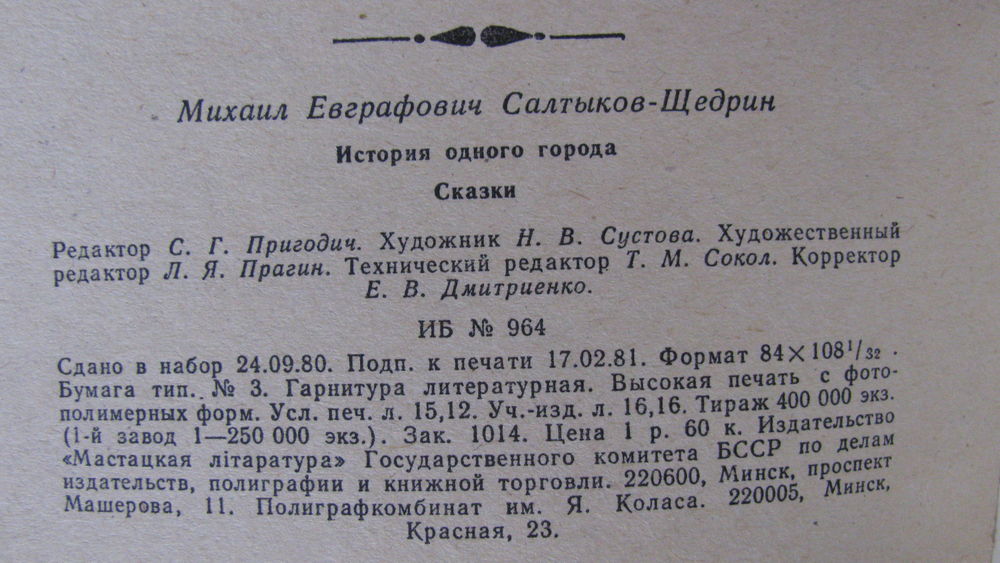 Михаил Евграфович Салтыков-Щедрин
История одного города
Сказки
Редактор С. Г. Пригодич. Художник Н. В. Сустова. Художественный
редактор Л. Я. Прагин. Технический редактор Т. М. Сокол. Корректор
Е. В. Дмитриенко.
ИБ № 964
Сдано в набор 24.09.80. Подп. к печати 17.02.81. Формат 84×108¹/₃₂.
Бумага тип. № 3. Гарнитура литературная. Высокая печать с фото-
полимерных форм. Усл. печ. л. 15,12. Уч.-изд. л. 16,16. Тираж 400 000 экз.
(1-й завод 1—250 000 экз.). Зак. 1014. Цена 1 р. 60 к. Издательство
«Мастацкая літаратура» Государственного комитета БССР по делам
издательств, полиграфии и книжной торговли. 220600, Минск, проспект
Машерова, 11. Полиграфкомбинат им. Я. Коласа. 220005, Минск,
Красная, 23.